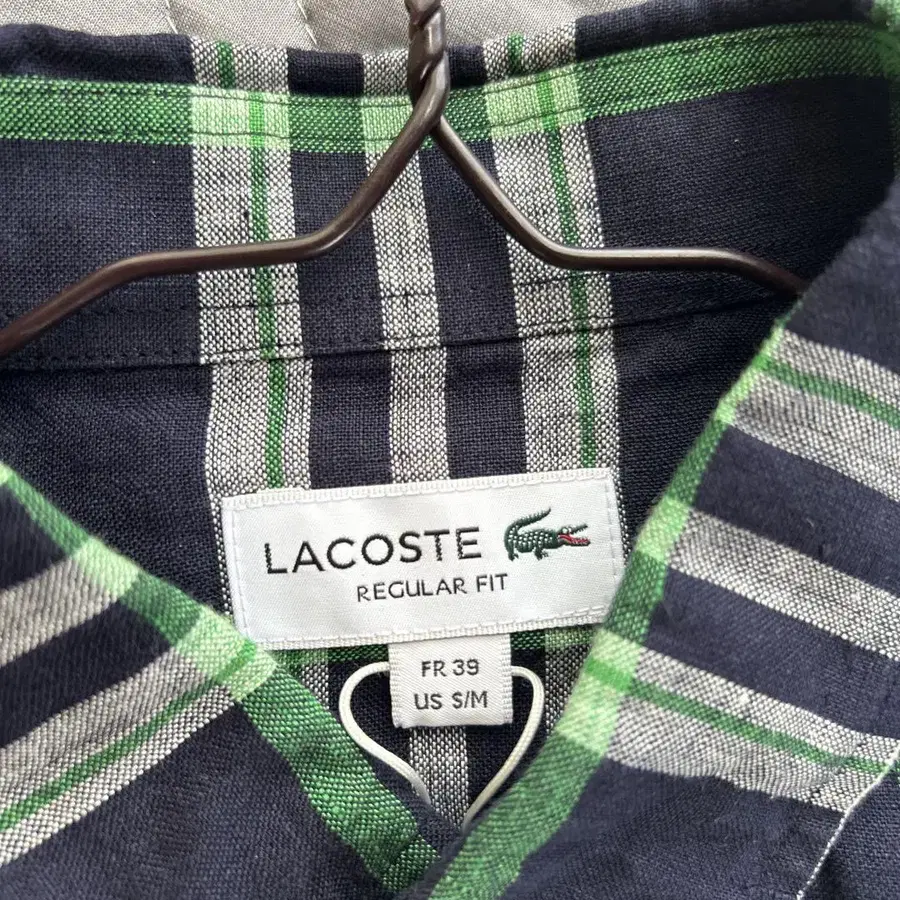 LACOSTE
REGULAR FIT
FR 39
US S/M